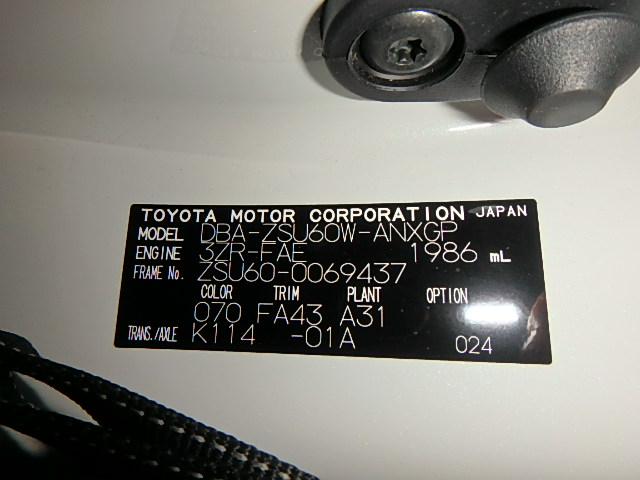 TOYOTA MOTOR CORPORATION JAPAN
MODEL DBA-ZSU60W-ANXGP
ENGINE 3ZR-FAE 1986 mL
FRAME No. ZSU60-0069437
COLOR TRIM PLANT OPTION
070 FA43 A31
TRANS./AXLE K114 -01A 024